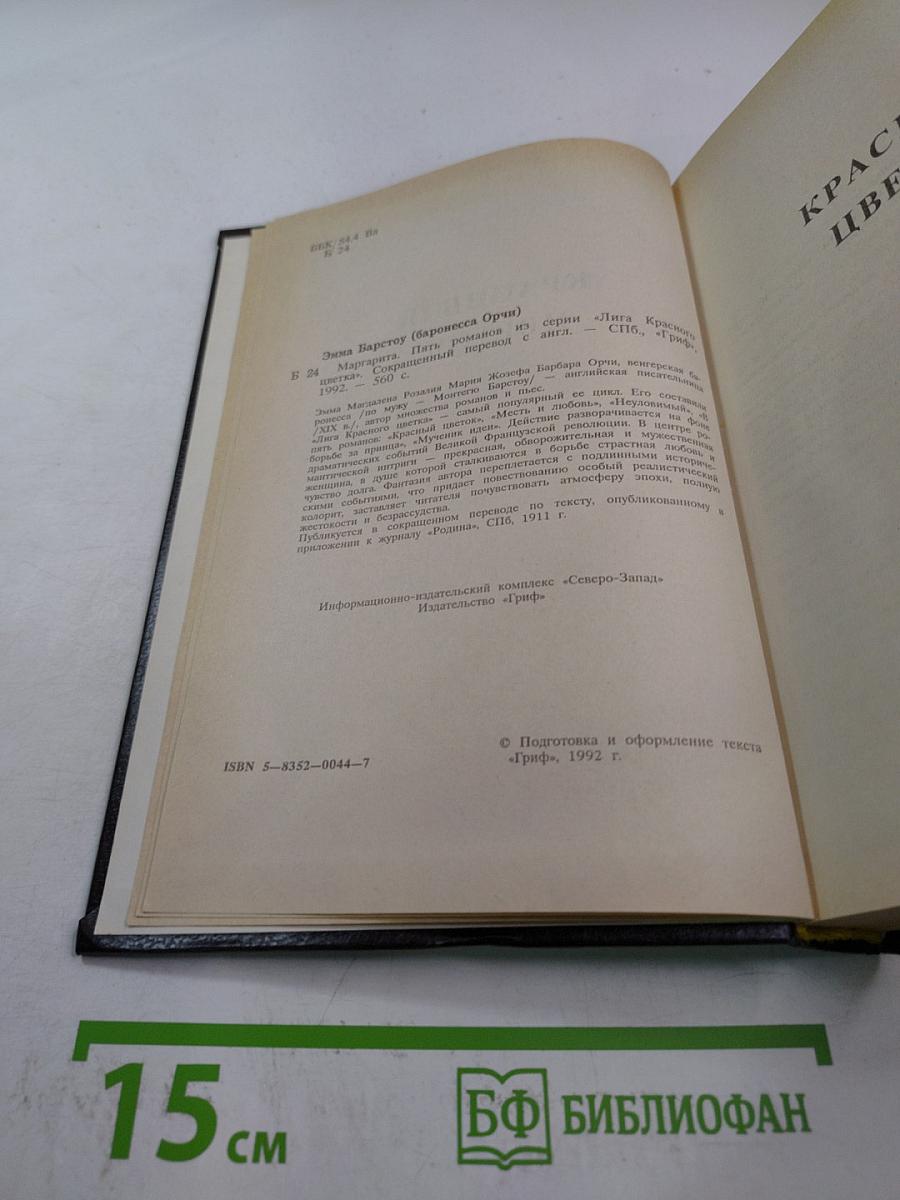 ББК 84.4 Вл
Б 24
Эмма Барстоу (баронесса Орчи)
Б 24 Маргарита. Пять романов из серии «Лига Красного
цветка». Сокращенный перевод с англ. — СПб., «Гриф»,
1992. — 560 с.
Эмма Магдалена Розалия Мария Жозефа Барбара Орчи, венгерская ба-
ронесса /по мужу — Монтегю Барстоу/ — английская писательница
/XIX в./, автор множества романов и пьес.
«Лига Красного цветка» — самый популярный ее цикл. Его составили
пять романов: «Красный цветок», «Месть и любовь», «Неуловимый», «В
борьбе за принца», «Мученик идеи». Действие разворачивается на фоне
драматических событий Великой Французской революции. В центре ро-
мантической интриги — прекрасная, обворожительная и мужественная
женщина, в душе которой сталкиваются в борьбе страстная любовь и
чувство долга. Фантазия автора переплетается с подлинными историче-
скими событиями, что придает повествованию особый реалистический
колорит, заставляет читателя почувствовать атмосферу эпохи, полную
жестокости и безрассудства.
Публикуется в сокращенном переводе по тексту, опубликованному в
приложении к журналу «Родина», СПб, 1911 г.
Информационно-издательский комплекс «Северо-Запад»
Издательство «Гриф»
© Подготовка и оформление текста
«Гриф», 1992 г.
ISBN 5—8352—0044—7
КРАС
ЦВЕ
15 см
БФ БИБЛИОФАН